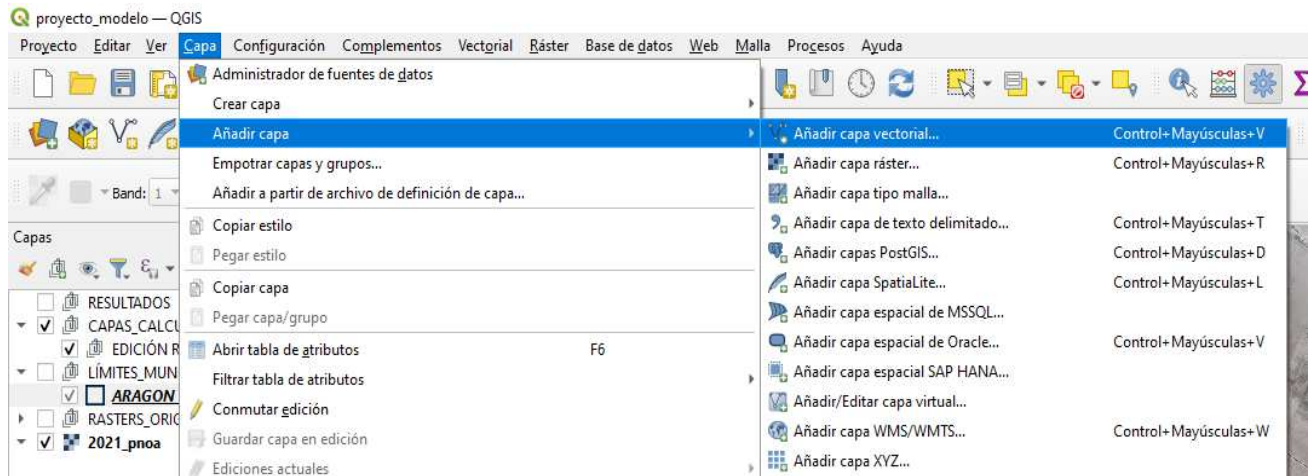 proyecto_modelo — QGIS
Proyecto Editar Ver Capa Configuración Complementos Vectorial Ráster Base de datos Web Malla Procesos Ayuda
Administrador de fuentes de datos
Crear capa
Añadir capa
Empotrar capas y grupos...
Añadir a partir de archivo de definición de capa...
Copiar estilo
Pegar estilo
Copiar capa
Pegar capa/grupo
Abrir tabla de atributos F6
Filtrar tabla de atributos
Conmutar edición
Guardar capa en edición
Ediciones actuales
Añadir capa vectorial... Control+Mayúsculas+V
Añadir capa ráster... Control+Mayúsculas+R
Añadir capa tipo malla...
Añadir capa de texto delimitado... Control+Mayúsculas+T
Añadir capas PostGIS... Control+Mayúsculas+D
Añadir capa SpatiaLite... Control+Mayúsculas+L
Añadir capa espacial de MSSQL...
Añadir capa espacial de Oracle... Control+Mayúsculas+V
Añadir capa espacial SAP HANA...
Añadir/Editar capa virtual...
Añadir capa WMS/WMTS... Control+Mayúsculas+W
Añadir capa XYZ...
Band: 1
Capas
RESULTADOS
CAPAS_CALCU
EDICIÓN R
LÍMITES_MUN
ARAGON
RASTERS_ORIG
2021_pnoa